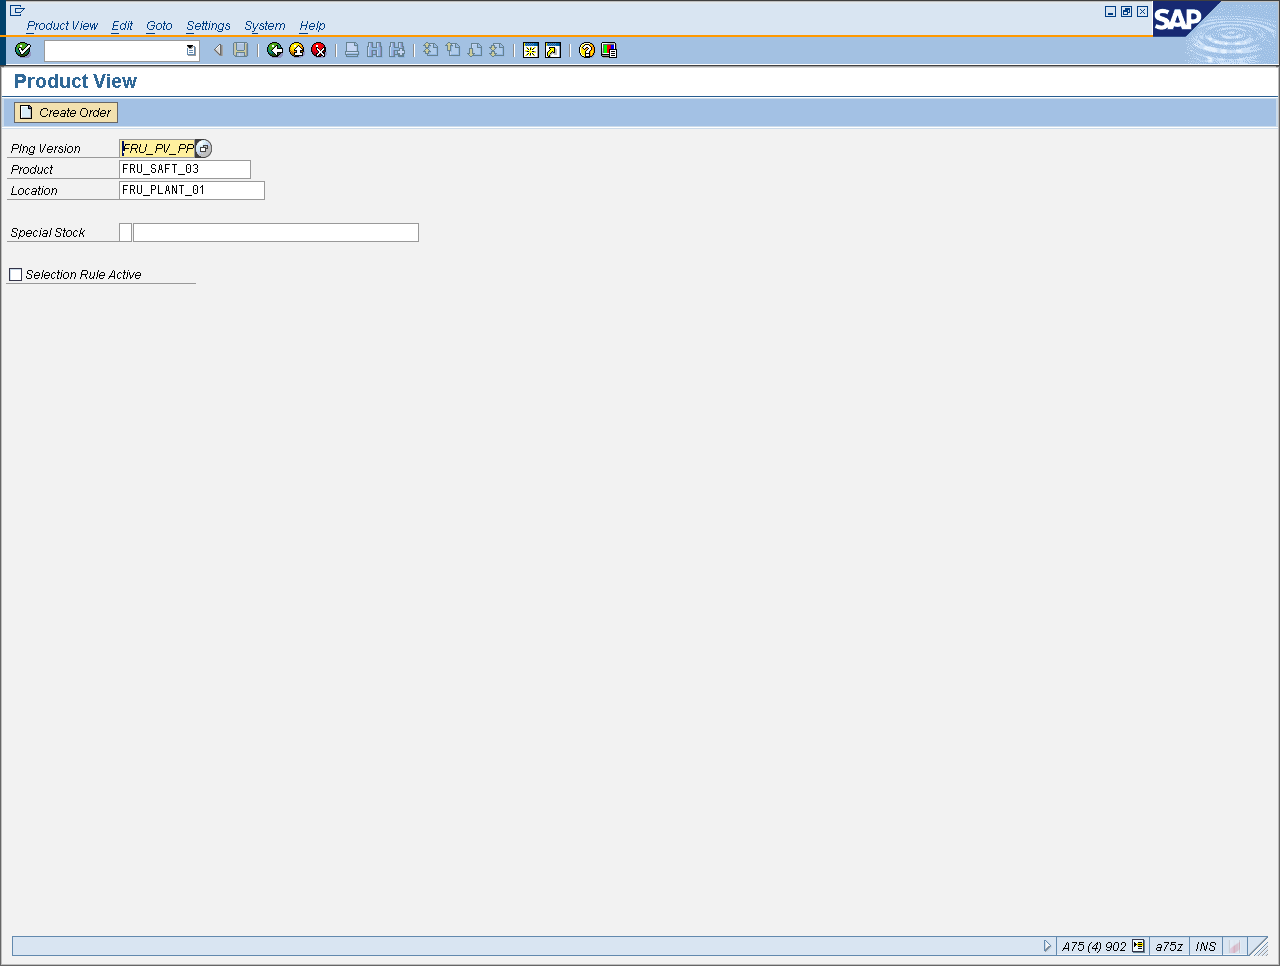 Product View Edit Goto Settings System Help
SAP
Product View
Create Order
Plng Version FRU_PV_PP
Product FRU_SAFT_03
Location FRU_PLANT_01
Special Stock
Selection Rule Active
A75 (4) 902 a75z INS